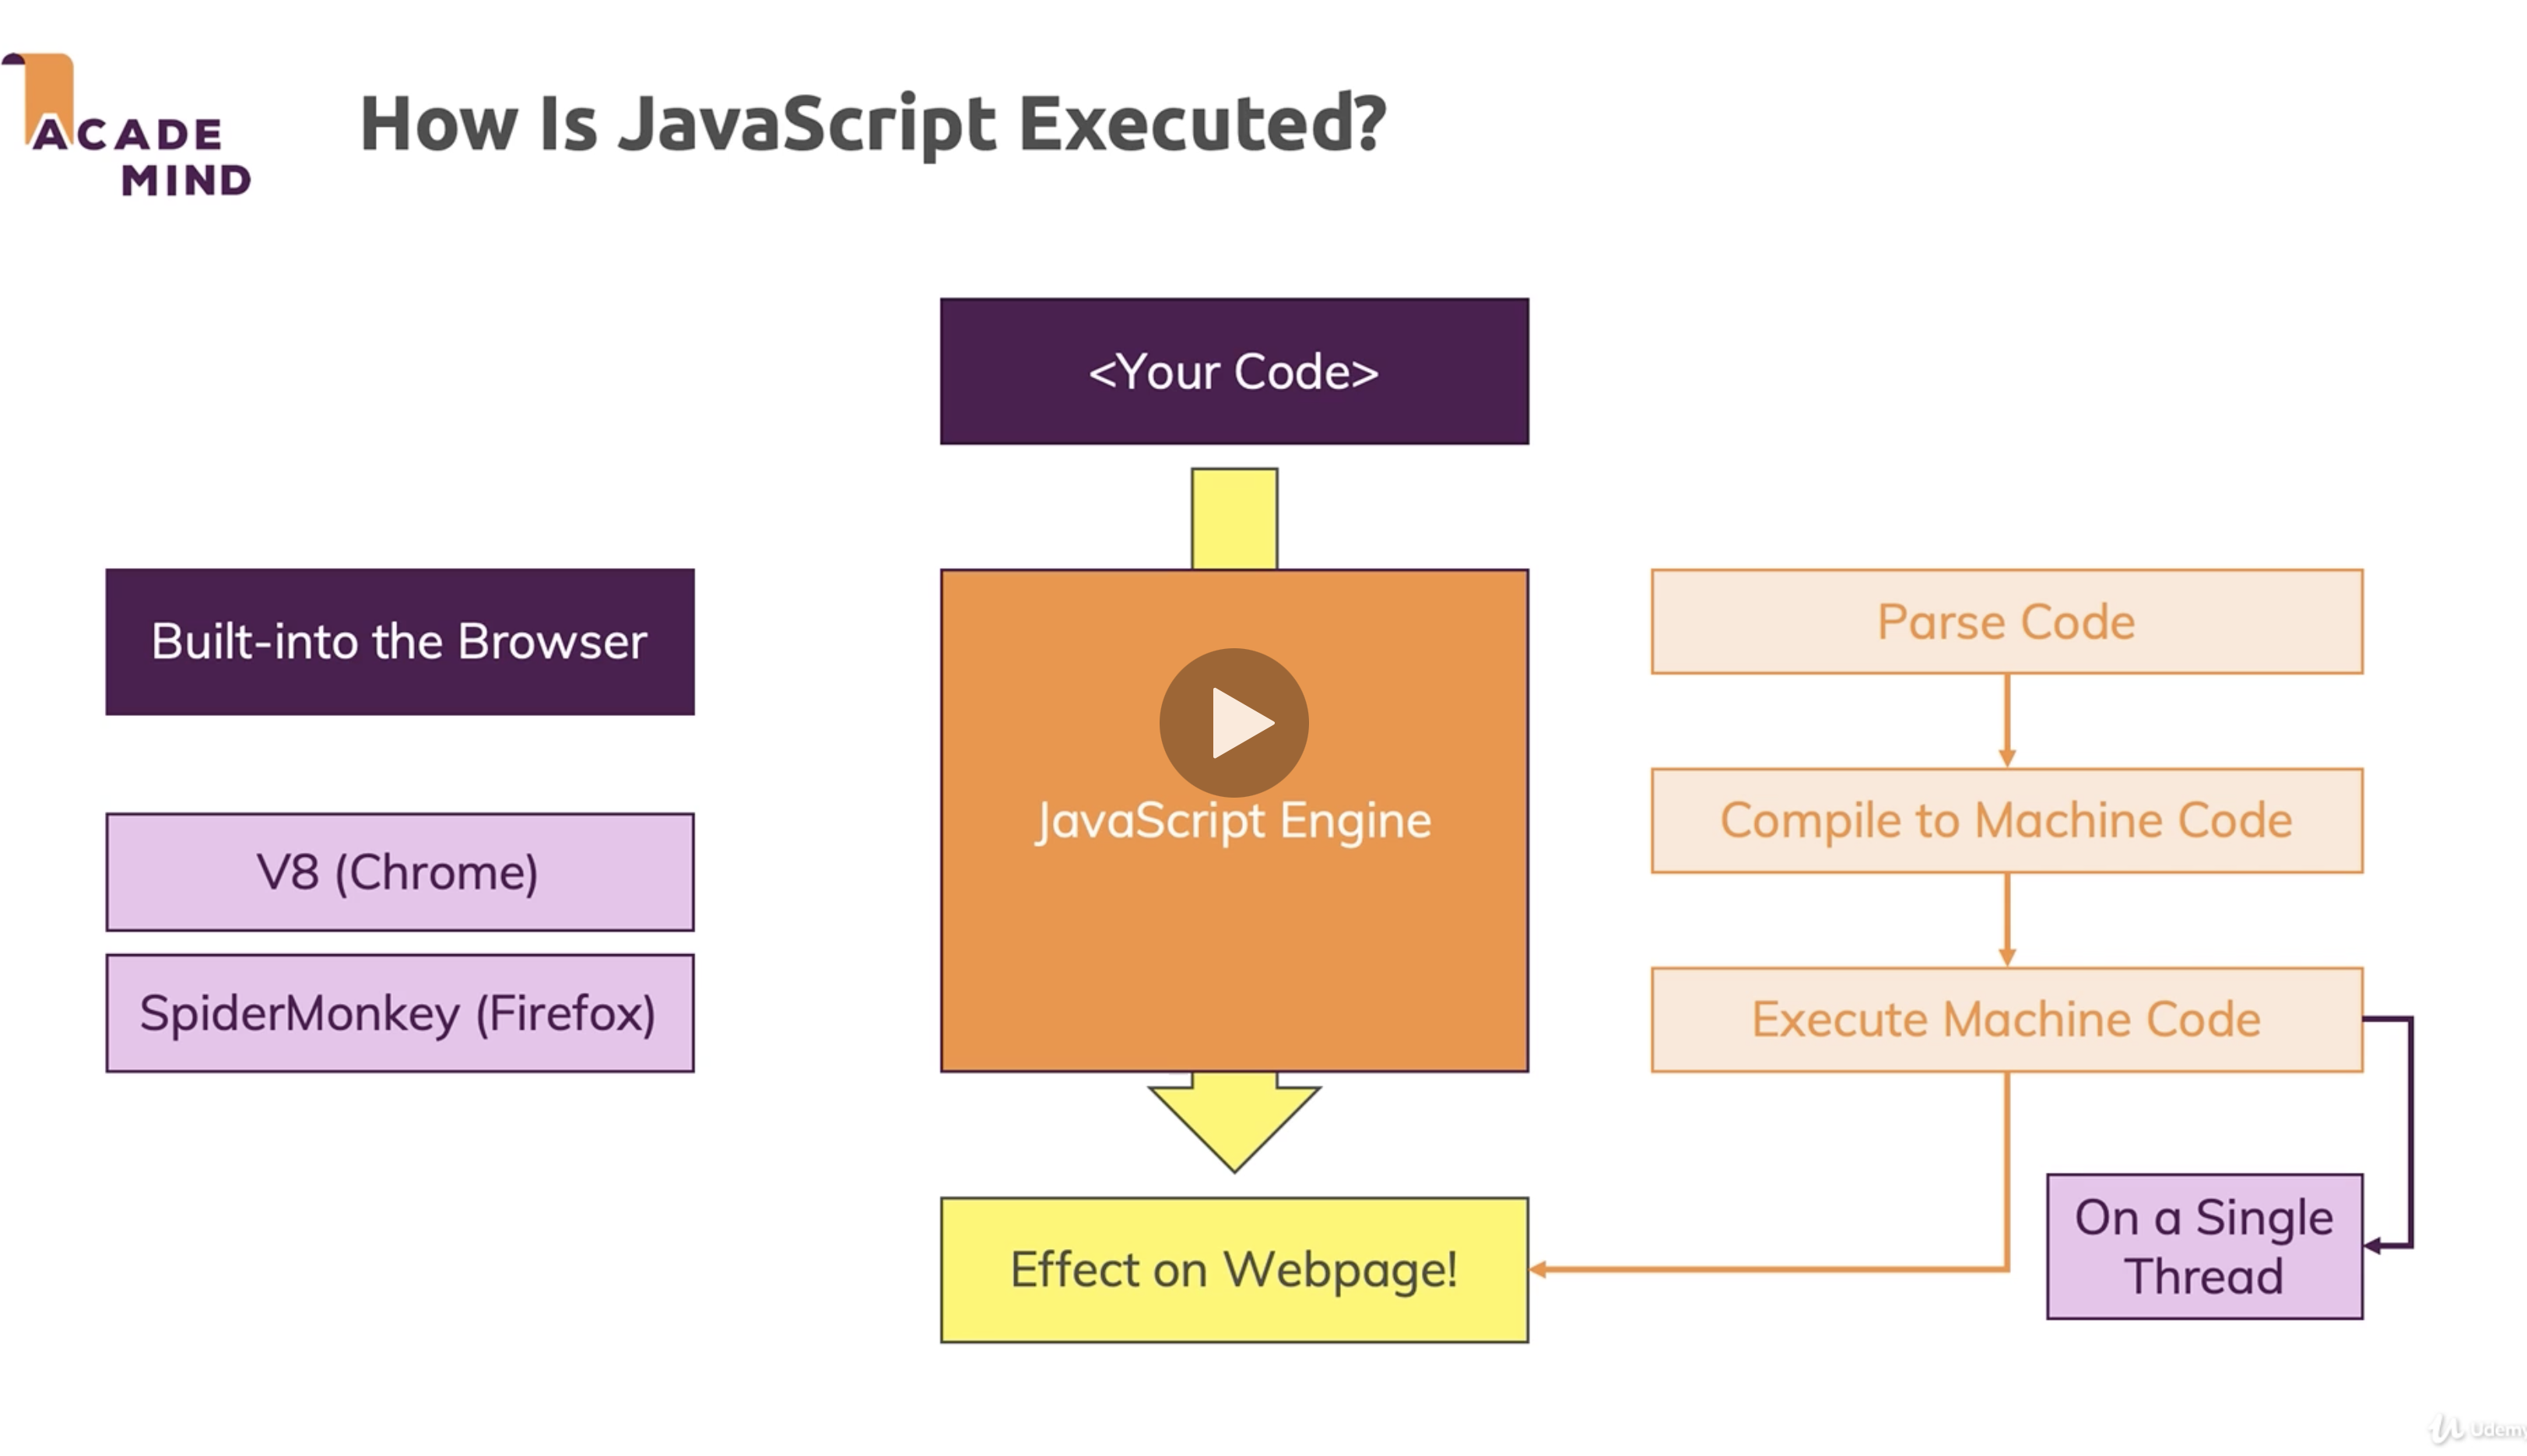 ACADE
MIND
How Is JavaScript Executed?
<Your Code>
Built-into the Browser
V8 (Chrome)
SpiderMonkey (Firefox)
JavaScript Engine
Parse Code
Compile to Machine Code
Execute Machine Code
On a Single
Thread
Effect on Webpage!
Udemy